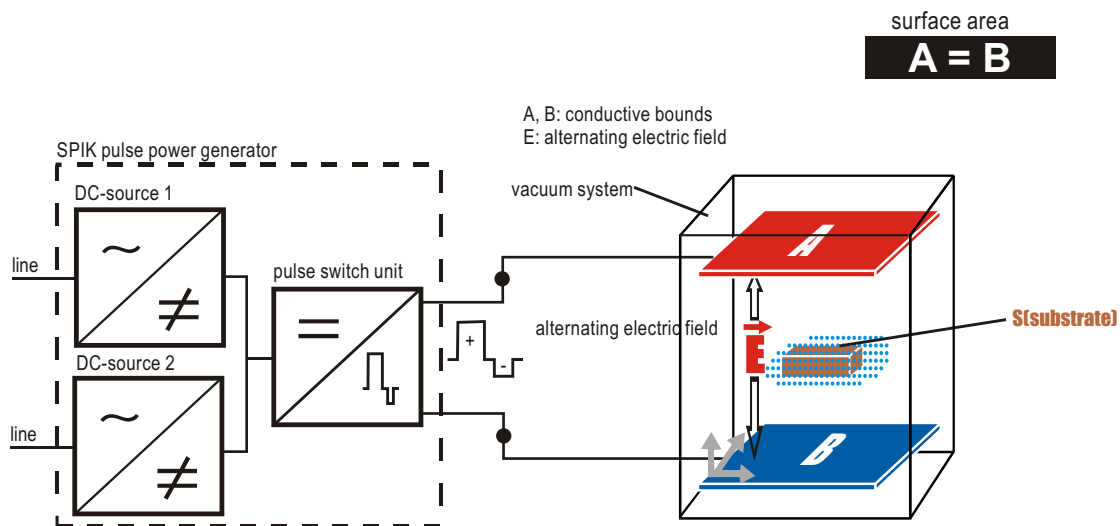 surface area
A = B
A, B: conductive bounds
E: alternating electric field
SPIK pulse power generator
DC-source 1
vacuum system
A
line
pulse switch unit
~
≠
=
+
-
alternating electric field
E
S(substrate)
DC-source 2
line
~
≠
B